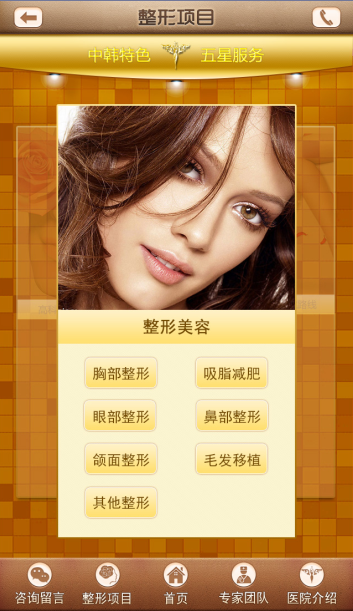 整形项目
中韩特色 五星服务
整形美容
胸部整形 吸脂减肥
眼部整形 鼻部整形
颌面整形 毛发移植
其他整形
咨询留言 整形项目 首页 专家团队 医院介绍